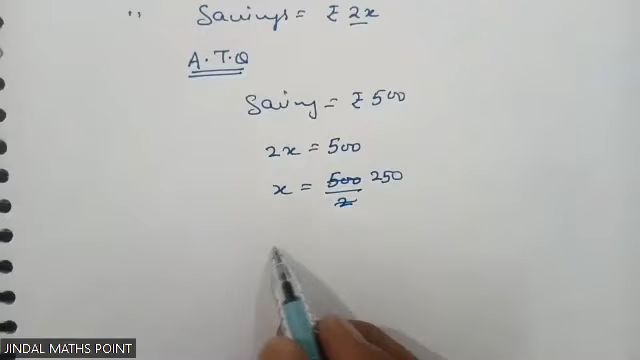 ,, Savings = ₹ 2x
A.T.Q
Saving = ₹ 500
2x = 500
x = 500/2 250
JINDAL MATHS POINT